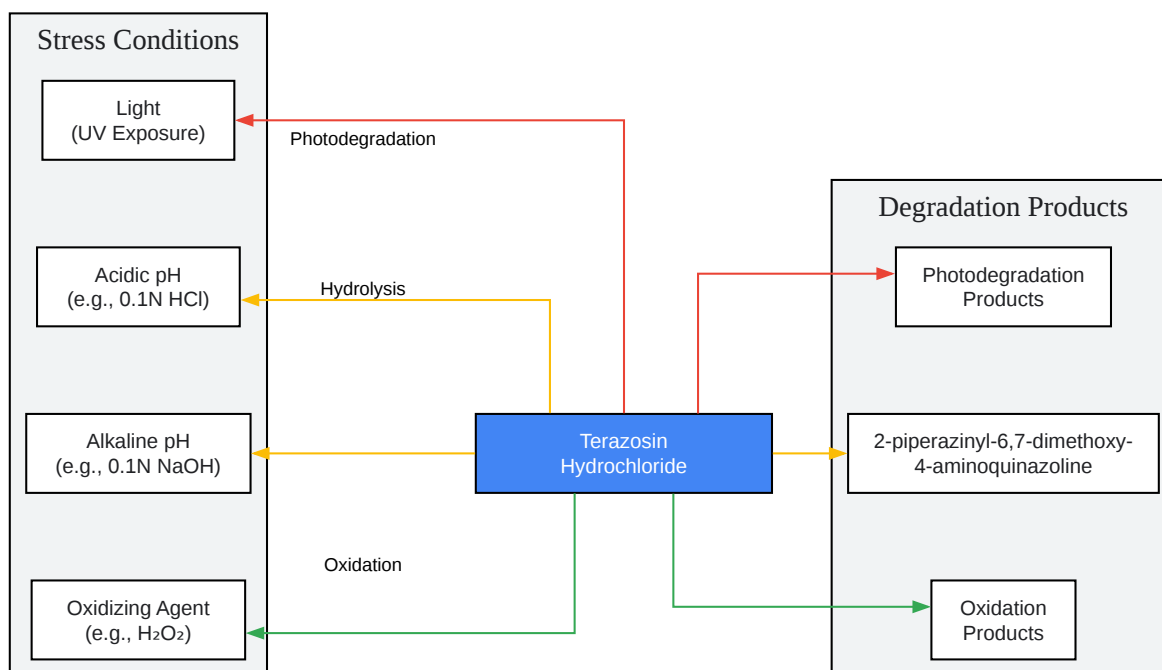 Stress Conditions
Light
(UV Exposure)
Photodegradation
Acidic pH
(e.g., 0.1N HCl)
Hydrolysis
Alkaline pH
(e.g., 0.1N NaOH)
Oxidation
Oxidizing Agent
(e.g., H₂O₂)
Terazosin
Hydrochloride
Degradation Products
Photodegradation
Products
2-piperazinyl-6,7-dimethoxy-
4-aminoquinazoline
Oxidation
Products